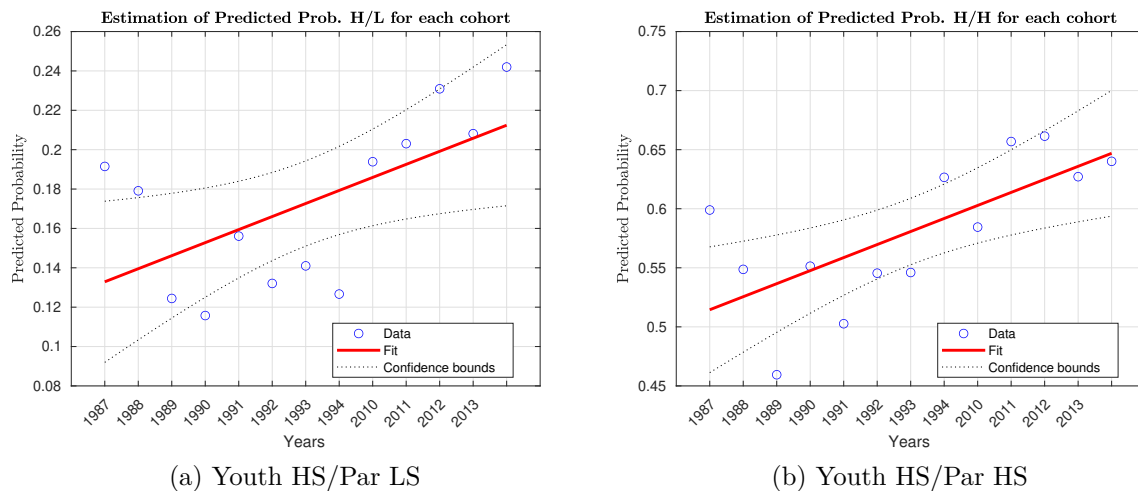 Estimation of Predicted Prob. H/L for each cohort
0.26
0.24
0.22
0.2
0.18
0.16
0.14
0.12
0.1
0.08
Predicted Probability
Data
Fit
Confidence bounds
1987
1988
1989
1990
1991
1992
1993
1994
2010
2011
2012
2013
Years
(a) Youth HS/Par LS
Estimation of Predicted Prob. H/H for each cohort
0.75
0.7
0.65
0.6
0.55
0.5
0.45
Predicted Probability
Data
Fit
Confidence bounds
1987
1988
1989
1990
1991
1992
1993
1994
2010
2011
2012
2013
Years
(b) Youth HS/Par HS